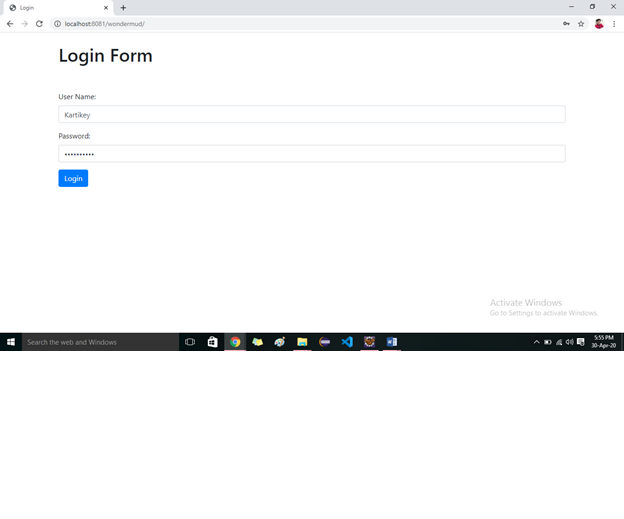 Login
localhost:8081/wondermud/
Login Form
User Name:
Kartikey
Password:
••••••••••
Login
Activate Windows
Go to Settings to activate Windows.
Search the web and Windows
5:55 PM
30-Apr-20